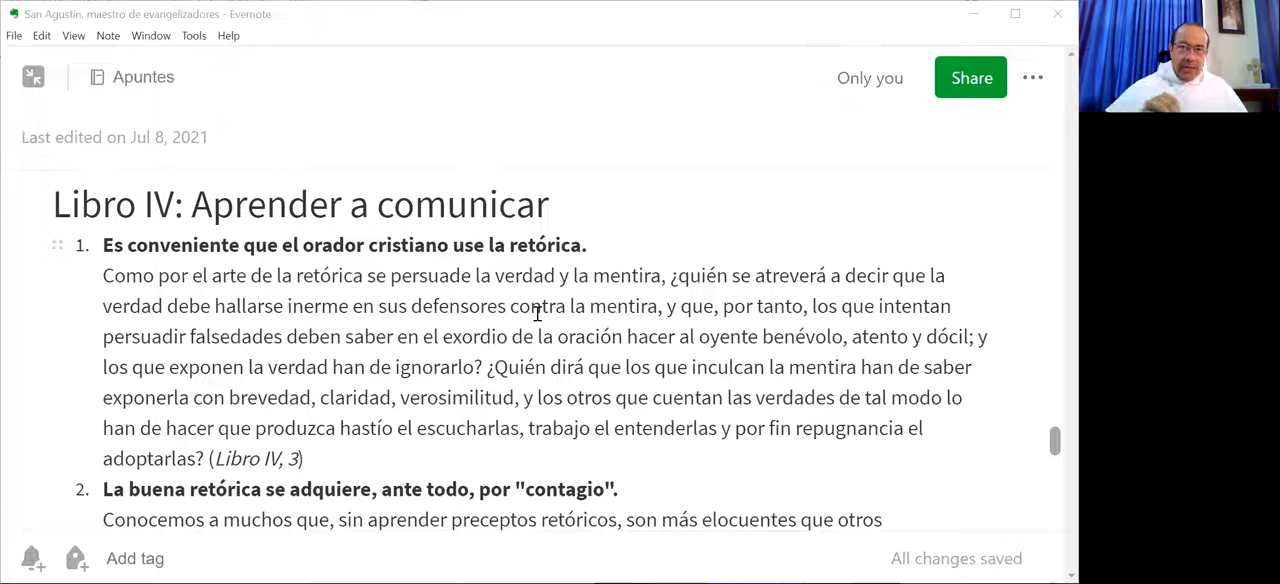 San Agustín, maestro de evangelizadores - Evernote
File Edit View Note Window Tools Help
Apuntes
Only you
Share
Last edited on Jul 8, 2021
Libro IV: Aprender a comunicar
1. Es conveniente que el orador cristiano use la retórica.
Como por el arte de la retórica se persuade la verdad y la mentira, ¿quién se atreverá a decir que la
verdad debe hallarse inerme en sus defensores contra la mentira, y que, por tanto, los que intentan
persuadir falsedades deben saber en el exordio de la oración hacer al oyente benévolo, atento y dócil; y
los que exponen la verdad han de ignorarlo? ¿Quién dirá que los que inculcan la mentira han de saber
exponerla con brevedad, claridad, verosimilitud, y los otros que cuentan las verdades de tal modo lo
han de hacer que produzca hastío el escucharlas, trabajo el entenderlas y por fin repugnancia el
adoptarlas? (Libro IV, 3)
2. La buena retórica se adquiere, ante todo, por "contagio".
Conocemos a muchos que, sin aprender preceptos retóricos, son más elocuentes que otros
Add tag
All changes saved